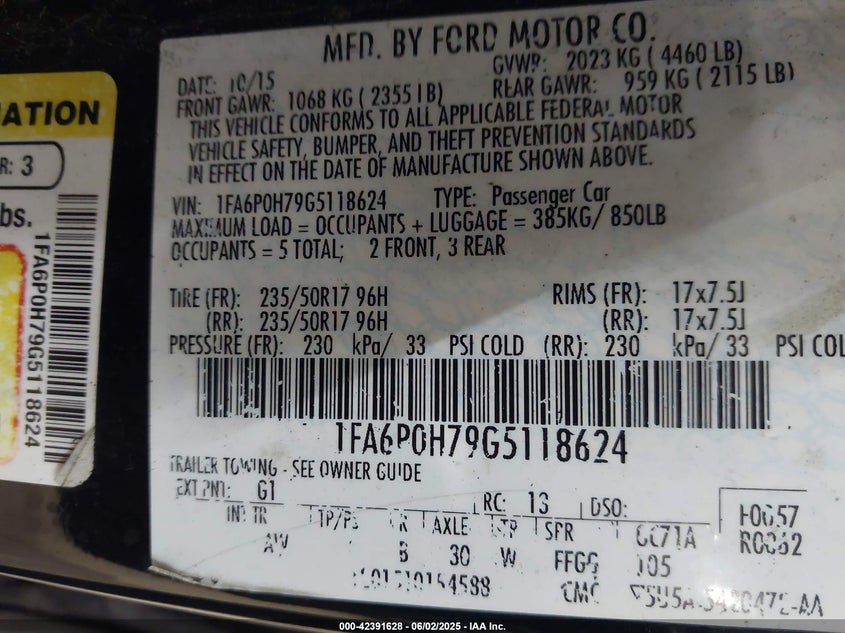 MFD. BY FORD MOTOR CO.
DATE: 10/15 GVWR: 2023 KG ( 4460 LB)
FRONT GAWR: 1068 KG ( 2355 LB) REAR GAWR: 959 KG ( 2115 LB)
THIS VEHICLE CONFORMS TO ALL APPLICABLE FEDERAL MOTOR
VEHICLE SAFETY, BUMPER, AND THEFT PREVENTION STANDARDS
IN EFFECT ON THE DATE OF MANUFACTURE SHOWN ABOVE.
VIN: 1FA6P0H79G5118624 TYPE: Passenger Car
MAXIMUM LOAD = OCCUPANTS + LUGGAGE = 385KG/ 850LB
OCCUPANTS = 5 TOTAL; 2 FRONT, 3 REAR
TIRE (FR): 235/50R17 96H RIMS (FR): 17x7.5J
(RR): 235/50R17 96H (RR): 17x7.5J
PRESSURE (FR): 230 kPa/ 33 PSI COLD (RR): 230 kPa/ 33 PSI COL
1FA6P0H79G5118624
TRAILER TOWING - SEE OWNER GUIDE
EXT PNT: G1 RC: 13 DSO:
INT TR TP/PS AXLE SPR
B 30 W FFGG
ATION
R: 3
bs.
1FA6P0H79G5118624
000-42391628 - 06/02/2025 - IAA Inc.